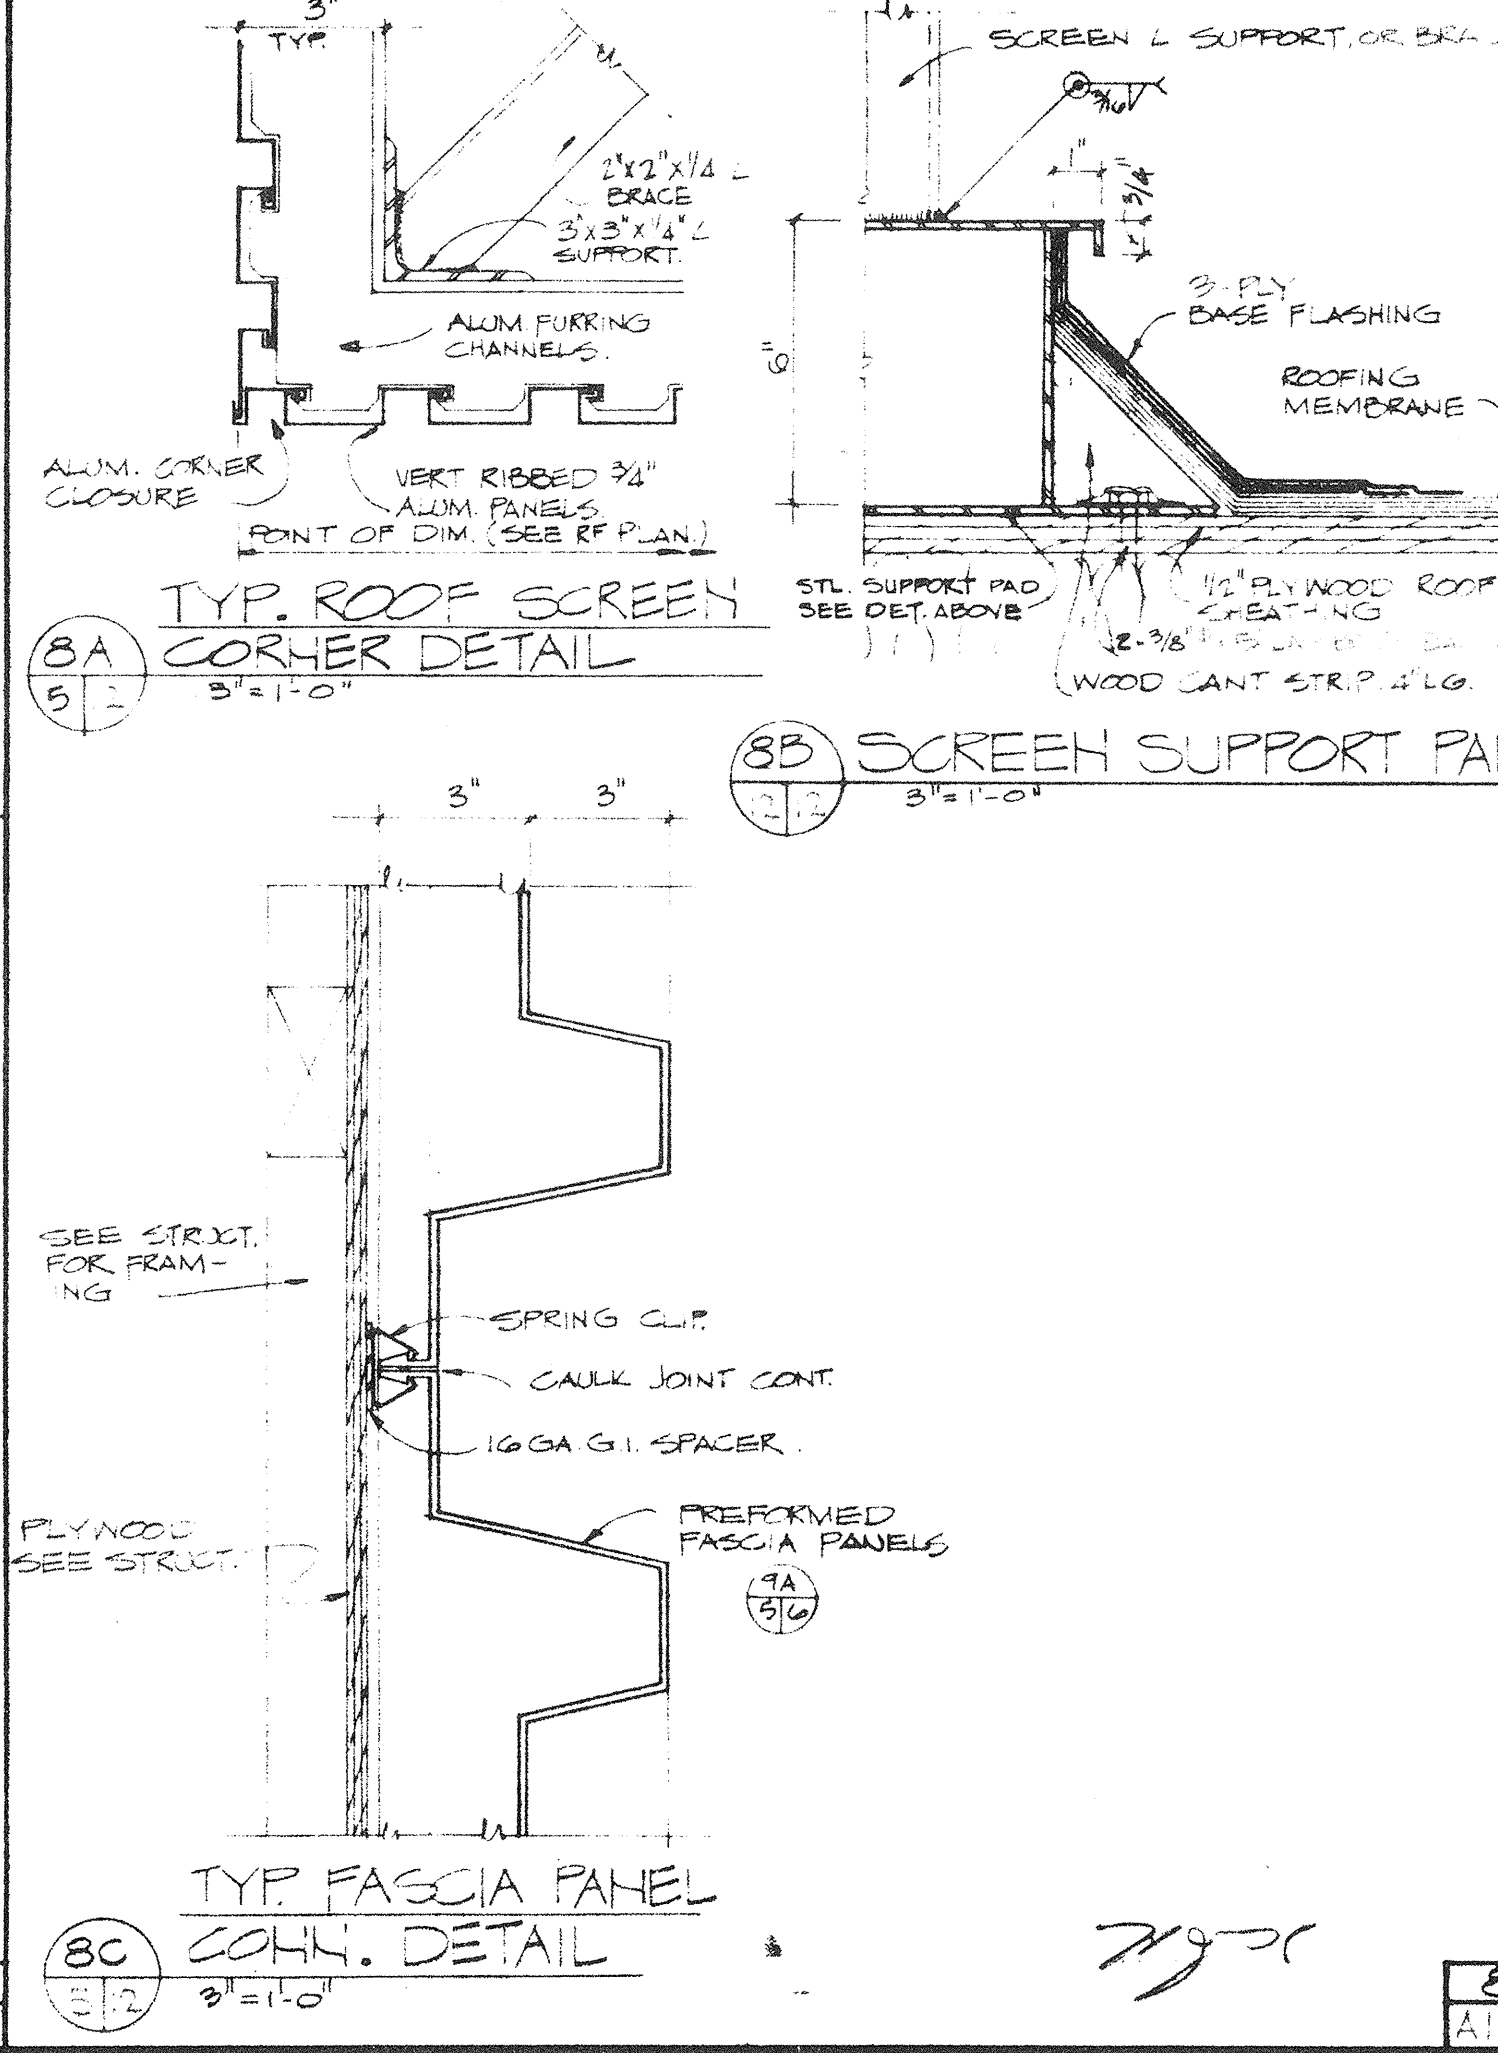 3"
TYP.
2"x2"x1/4 L
BRACE
3"x3"x1/4" L
SUPPORT.
ALUM. FURRING
CHANNELS.
ALUM. CORNER
CLOSURE
VERT RIBBED 3/4"
ALUM. PANELS.
POINT OF DIM. (SEE RF PLAN.)
TYP. ROOF SCREEN
CORNER DETAIL
8A
5
3"=1'-0"
SCREEN L SUPPORT, OR
3/16
1"
3/4"
6"
3-PLY
BASE FLASHING
ROOFING
MEMBRANE
STL. SUPPORT PAD
SEE DET. ABOVE
1/2" PLYWOOD ROOF
SHEATHING
2-3/8"
WOOD CANT STRIP. 4" LG.
8B
12 12
SCREEN SUPPORT
3"=1'-0"
3" 3"
SEE STRUCT.
FOR FRAM-
ING
SPRING CLIP.
CAULK JOINT CONT.
16 GA. G.I. SPACER.
PLYWOOD
SEE STRUCT.
PREFORMED
FASCIA PANELS
9A
5 6
TYP. FASCIA PANEL
CONN. DETAIL
8C
12
3"=1'-0"